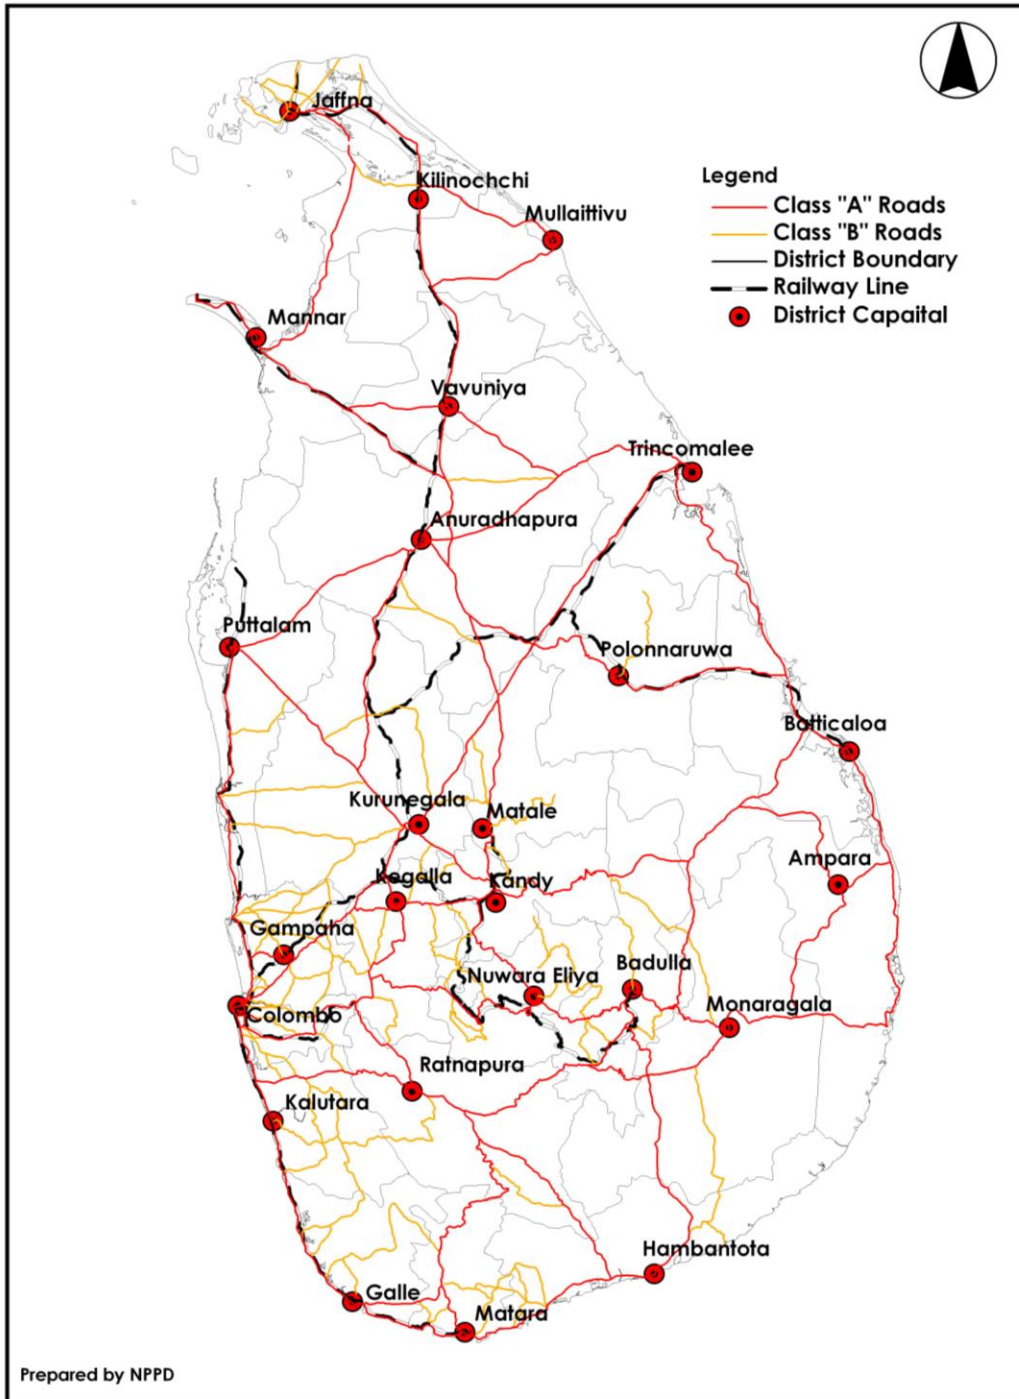 Jaffna
Kilinochchi
Mullaittivu
Legend
Class "A" Roads
Class "B" Roads
District Boundary
Railway Line
District Capaital
Mannar
Vavuniya
Trincomalee
Anuradhapura
Puttalam
Polonnaruwa
Batticaloa
Kurunegala
Matale
Ampara
Kegalla
Kandy
Gampaha
Nuwara Eliya
Badulla
Monaragala
Colombo
Ratnapura
Kalutara
Hambantota
Galle
Matara
Prepared by NPPD